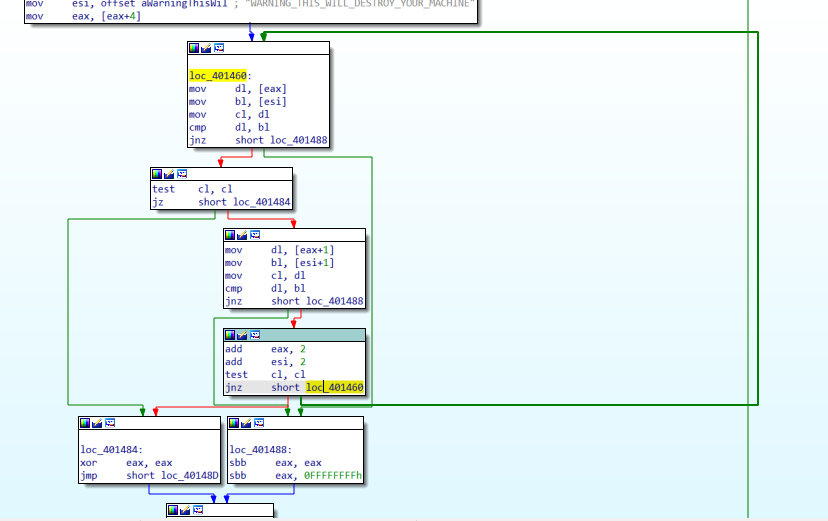 mov esi, offset aWarningThisWil ; "WARNING_THIS_WILL_DESTROY_YOUR_MACHINE"
mov eax, [eax+4]
loc_401460:
mov dl, [eax]
mov bl, [esi]
mov cl, dl
cmp dl, bl
jnz short loc_401488
test cl, cl
jz short loc_401484
mov dl, [eax+1]
mov bl, [esi+1]
mov cl, dl
cmp dl, bl
jnz short loc_401488
add eax, 2
add esi, 2
test cl, cl
jnz short loc_401460
loc_401484:
xor eax, eax
jmp short loc_40148D
loc_401488:
sbb eax, eax
sbb eax, 0FFFFFFFFh